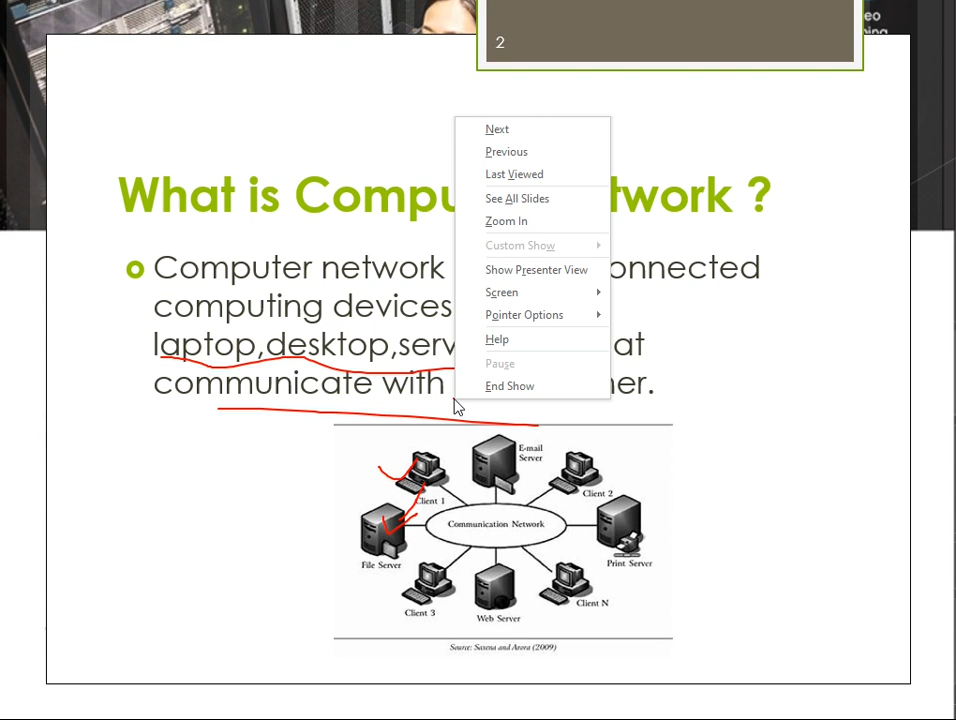 eo
2
ing
Next
Previous
Last Viewed
What is Compu twork ?
See All Slides
Zoom In
Custom Show
Computer network onnected
Show Presenter View
Screen
computing devices
Pointer Options
laptop,desktop,serv at
Help
Pause
communicate with her.
End Show
E-mail
Server
Client 1
Client 2
Communication Network
File Server
Print Server
Client 3
Client N
Web Server
Source: Saxena and Arora (2009)